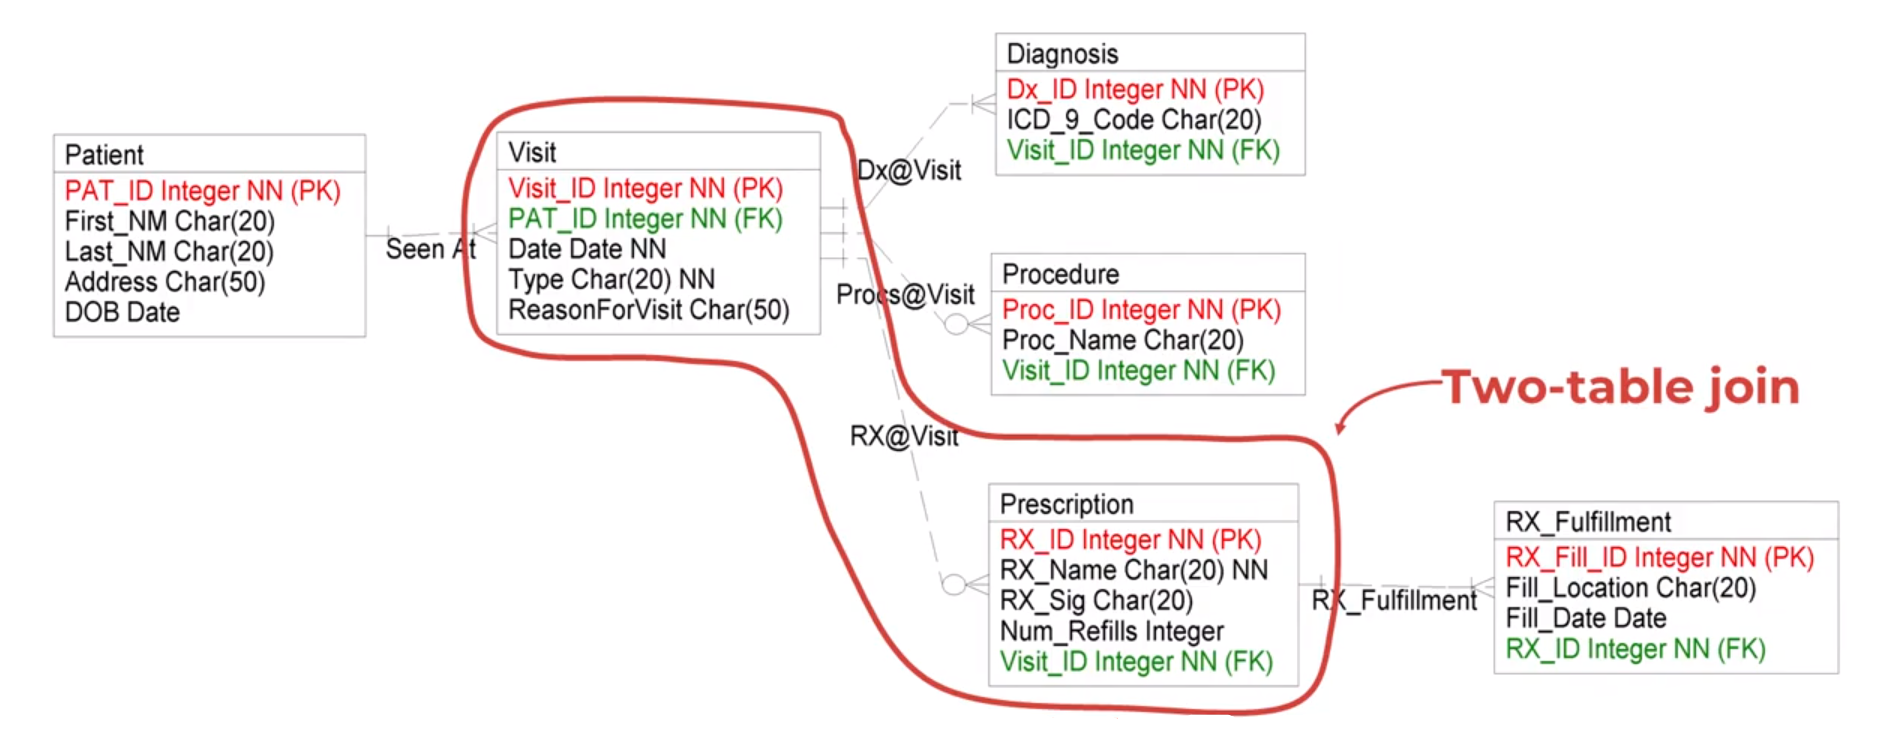 Patient
PAT_ID Integer NN (PK)
First_NM Char(20)
Last_NM Char(20)
Address Char(50)
DOB Date
Seen At
Visit
Visit_ID Integer NN (PK)
PAT_ID Integer NN (FK)
Date Date NN
Type Char(20) NN
ReasonForVisit Char(50)
Dx@Visit
Procs@Visit
RX@Visit
Diagnosis
Dx_ID Integer NN (PK)
ICD_9_Code Char(20)
Visit_ID Integer NN (FK)
Procedure
Proc_ID Integer NN (PK)
Proc_Name Char(20)
Visit_ID Integer NN (FK)
Two-table join
Prescription
RX_ID Integer NN (PK)
RX_Name Char(20) NN
RX_Sig Char(20)
Num_Refills Integer
Visit_ID Integer NN (FK)
RX_Fulfillment
RX_Fulfillment
RX_Fill_ID Integer NN (PK)
Fill_Location Char(20)
Fill_Date Date
RX_ID Integer NN (FK)